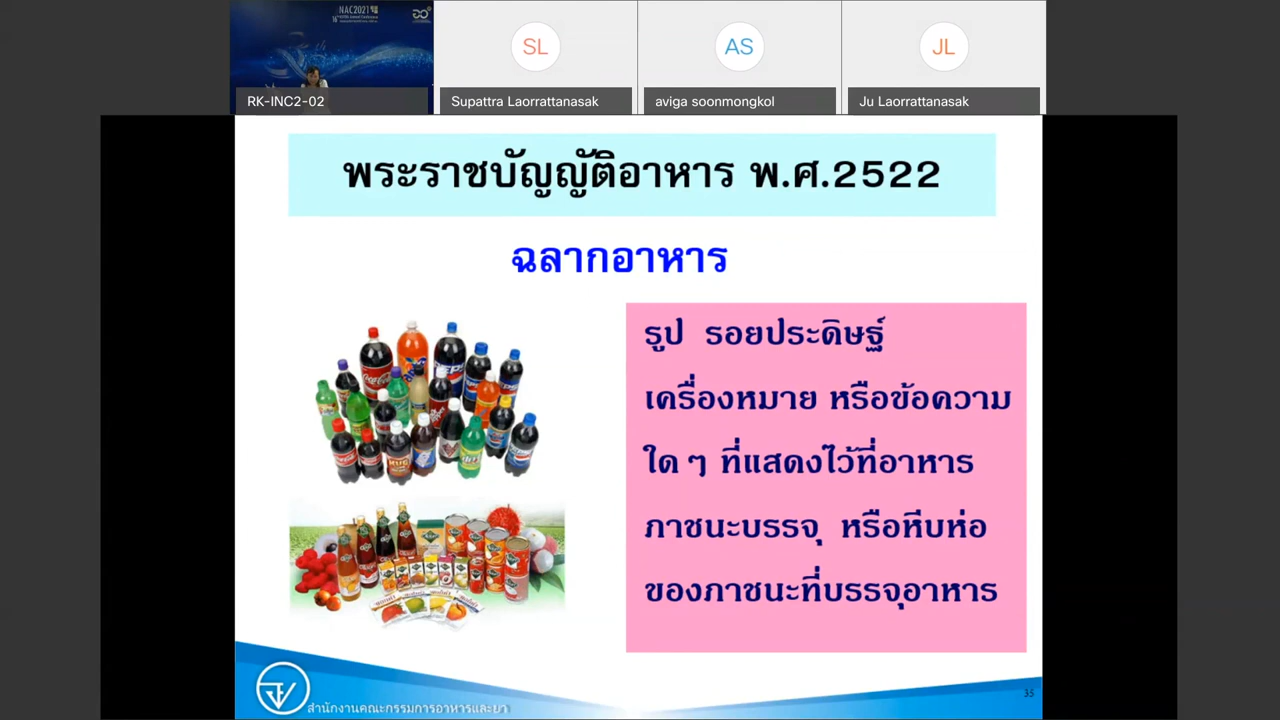 NAC2021
SL
AS
JL
RK-INC2-02
Supattra Laorrattanasak
aviga soonmongkol
Ju Laorrattanasak
พระราชบัญญัติอาหาร พ.ศ.2522
ฉลากอาหาร
รูป รอยประดิษฐ์
เครื่องหมาย หรือข้อความ
ใด ๆ ที่แสดงไว้ที่อาหาร
ภาชนะบรรจุ หรือหีบห่อ
ของภาชนะที่บรรจุอาหาร
35
สำนักงานคณะกรรมการอาหารและยา